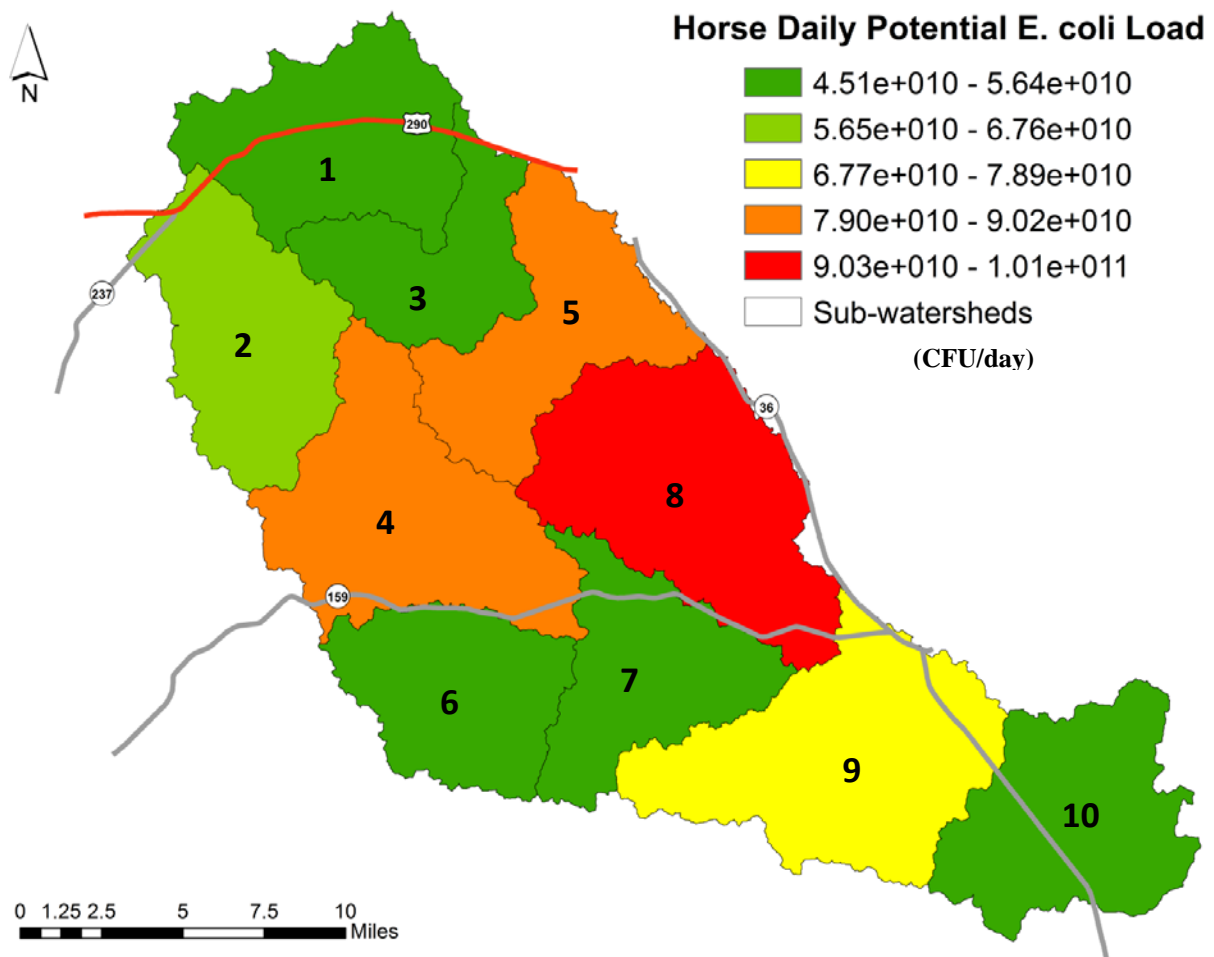 Horse Daily Potential E. coli Load
4.51e+010 - 5.64e+010
5.65e+010 - 6.76e+010
6.77e+010 - 7.89e+010
7.90e+010 - 9.02e+010
9.03e+010 - 1.01e+011
Sub-watersheds
(CFU/day)
N
290
1
237
3
5
2
36
8
4
159
7
6
9
10
0 1.25 2.5 5 7.5 10
Miles